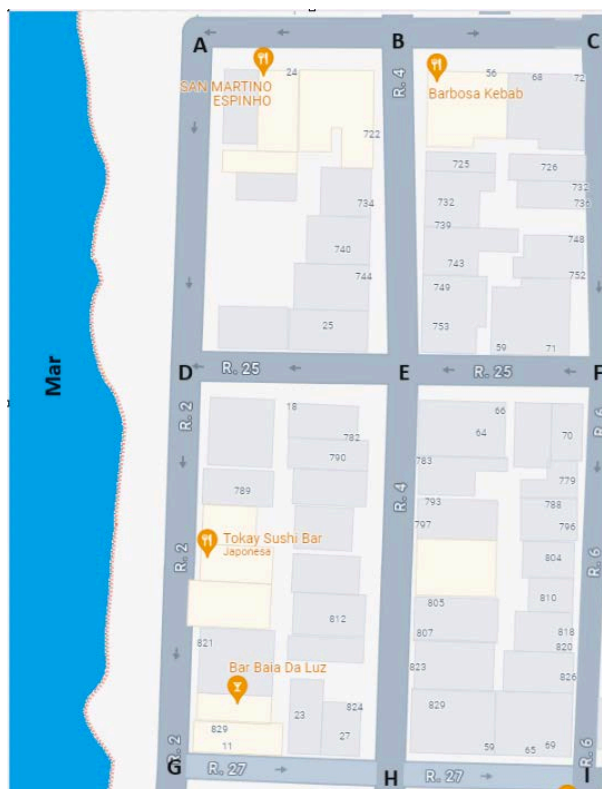 A
B
C
SAN MARTINO
ESPINHO
24
Barbosa Kebab
56
68
72
R. 4
722
725
726
732
734
732
736
739
740
748
743
744
752
749
753
25
59
71
Mar
D
R. 25
E
R. 25
F
R. 2
18
782
66
64
70
R. 6
790
783
779
789
R. 4
793
788
797
796
Tokay Sushi Bar
Japonesa
R. 2
804
R. 6
812
805
810
821
807
818
820
Bar Baia Da Luz
823
826
829
11
23
824
27
829
59
65
69
R. 2
R. 6
G
R. 27
H
R. 27
I